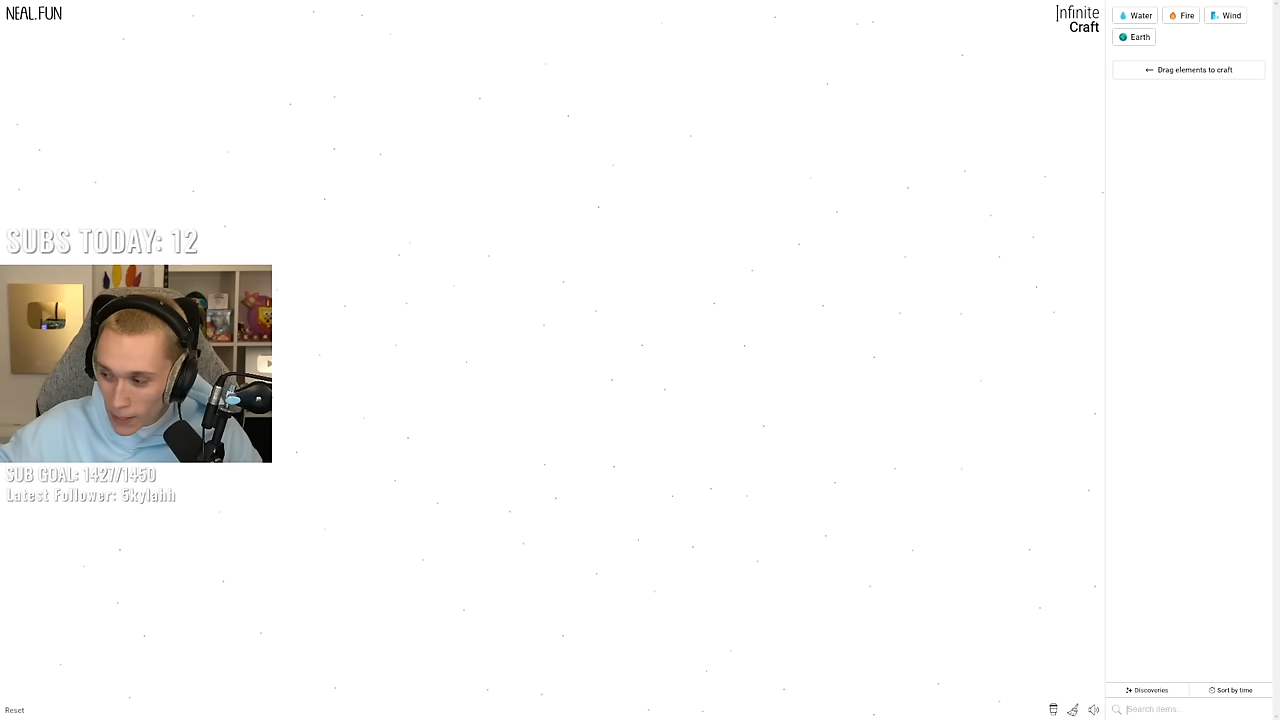 NEAL.FUN
Infinite Craft
Water
Fire
Wind
Earth
← Drag elements to craft
SUBS TODAY: 12
SUB GOAL: 1427/1450
Latest Follower: 5kylahh
Reset
Discoveries
Sort by time
Search items...